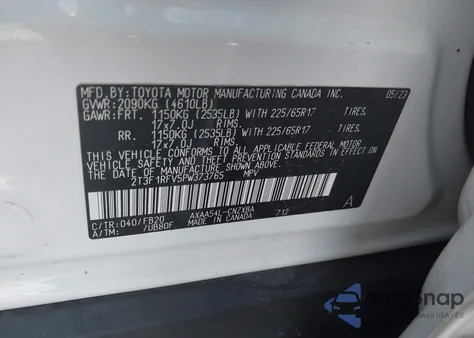 MFD.BY:TOYOTA MOTOR MANUFACTURING CANADA INC. 05/23
GVWR:2090KG (4610LB)
GAWR:FRT. 1150KG (2535LB) WITH 225/65R17 TIRES.
17x7.0J RIMS.
RR. 1150KG (2535LB) WITH 225/65R17 TIRES.
17x7.0J RIMS.
THIS VEHICLE CONFORMS TO ALL APPLICABLE
FEDERAL MOTOR VEHICLE SAFETY AND
STANDARDS IN EFFECT ON THE DATE OF
MANUFACTURE SHOWN ABOVE.
2T3F1RFV5PW373765 MPV
C/TR:040/FB20 AXAA54L-CNZXBA 712 A
A/TM: /UB80F MADE IN CANADA
AutoSnap
USA - EU